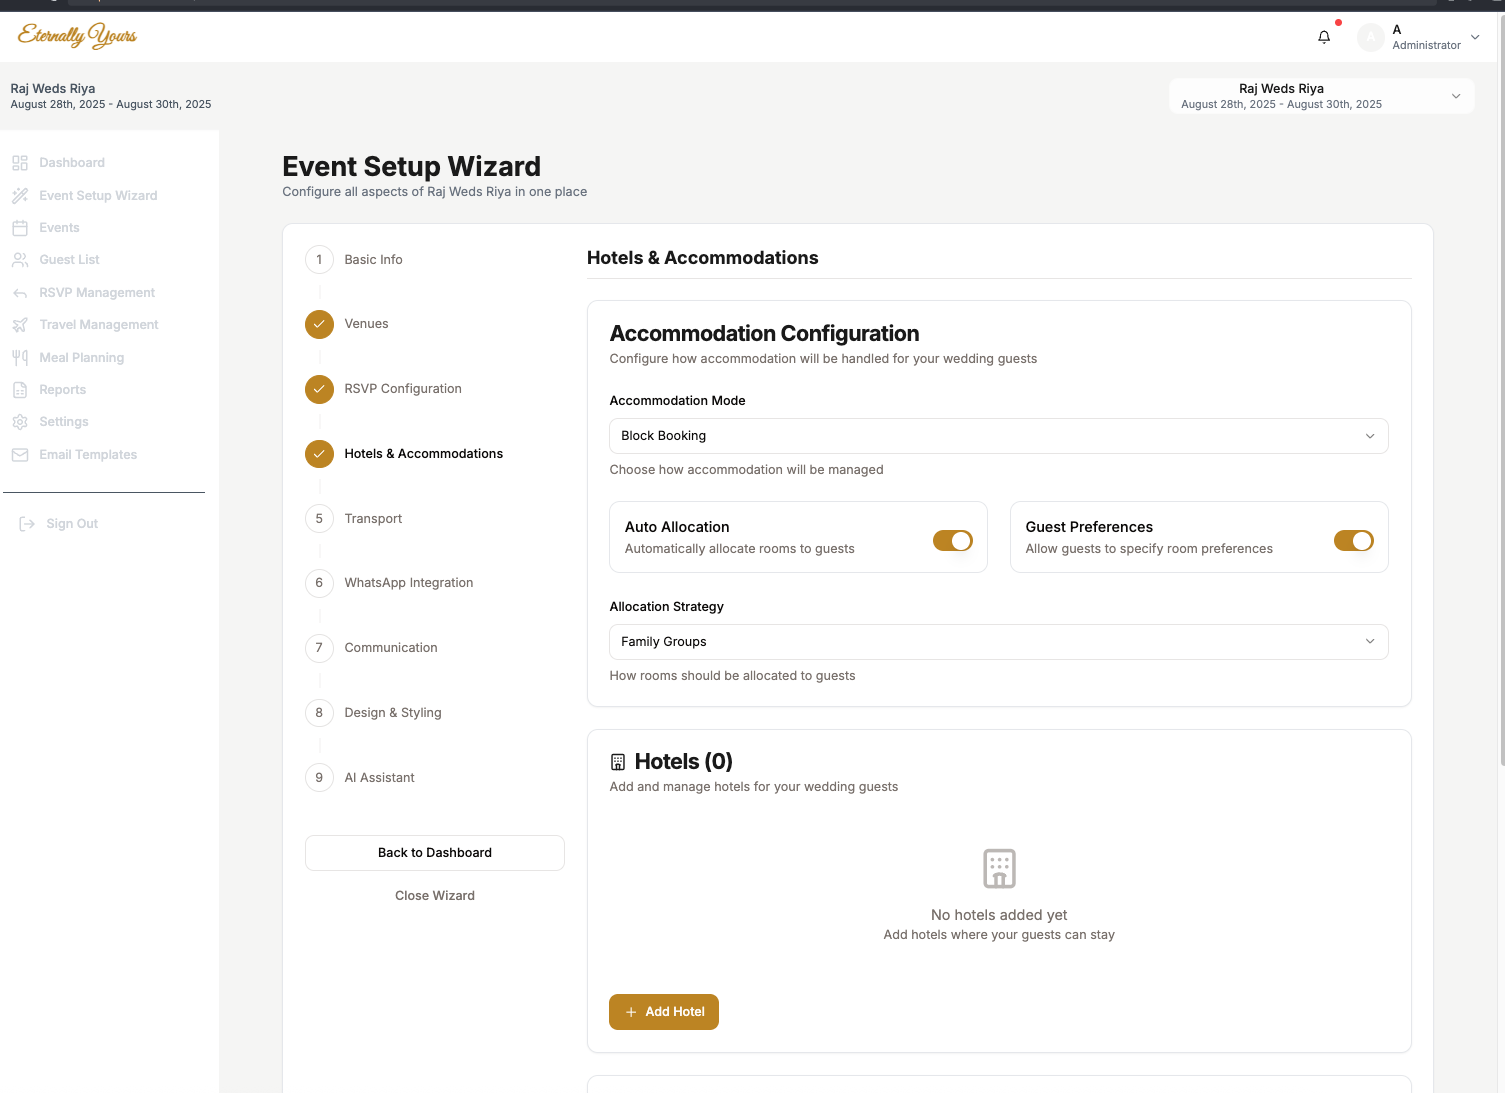 Eternally Yours
A
A
Administrator
Raj Weds Riya
August 28th, 2025 - August 30th, 2025
Raj Weds Riya
August 28th, 2025 - August 30th, 2025
Dashboard
Event Setup Wizard
Events
Guest List
RSVP Management
Travel Management
Meal Planning
Reports
Settings
Email Templates
Sign Out
Event Setup Wizard
Configure all aspects of Raj Weds Riya in one place
1 Basic Info
Venues
RSVP Configuration
Hotels & Accommodations
5 Transport
6 WhatsApp Integration
7 Communication
8 Design & Styling
9 AI Assistant
Back to Dashboard
Close Wizard
Hotels & Accommodations
Accommodation Configuration
Configure how accommodation will be handled for your wedding guests
Accommodation Mode
Block Booking
Choose how accommodation will be managed
Auto Allocation
Automatically allocate rooms to guests
Guest Preferences
Allow guests to specify room preferences
Allocation Strategy
Family Groups
How rooms should be allocated to guests
Hotels (0)
Add and manage hotels for your wedding guests
No hotels added yet
Add hotels where your guests can stay
+ Add Hotel